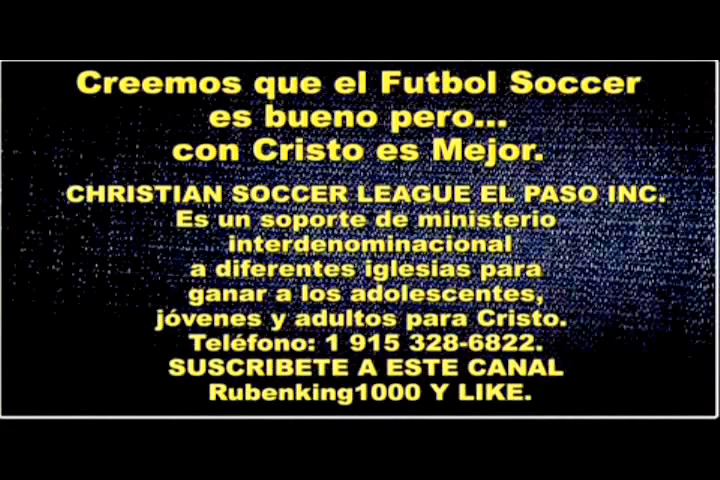 Creemos que el Futbol Soccer
es bueno pero...
con Cristo es Mejor.
CHRISTIAN SOCCER LEAGUE EL PASO INC.
Es un soporte de ministerio
interdenominacional
a diferentes iglesias para
ganar a los adolescentes,
jóvenes y adultos para Cristo.
Teléfono: 1 915 328-6822.
SUSCRIBETE A ESTE CANAL
Rubenking1000 Y LIKE.